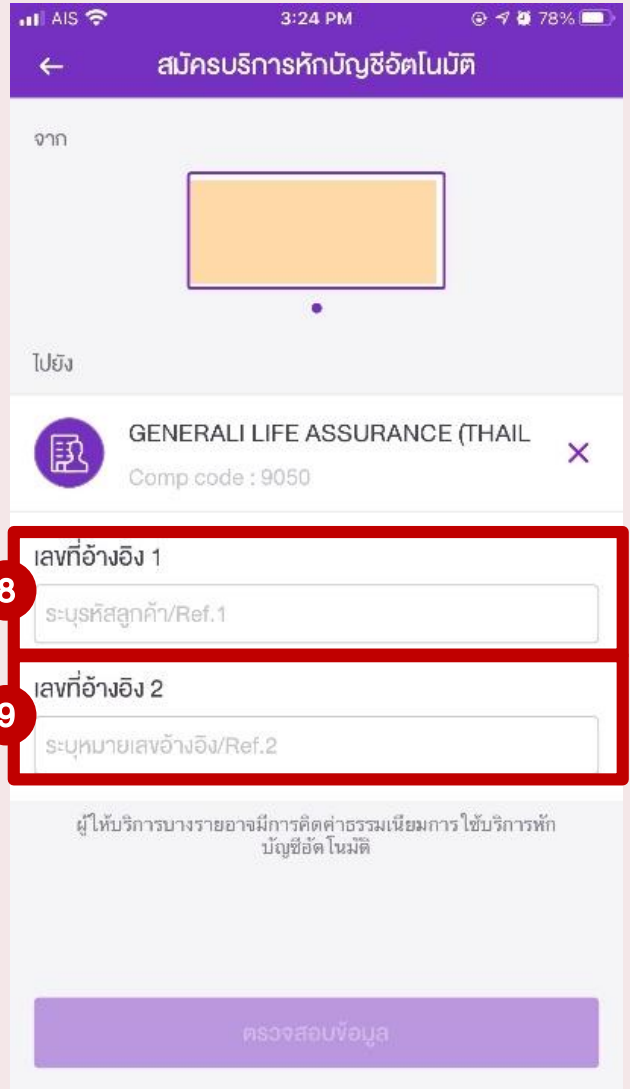 AIS 3:24 PM 78%
สมัครบริการหักบัญชีอัตโนมัติ
จาก
ไปยัง
GENERALI LIFE ASSURANCE (THAIL
Comp code : 9050
8
เลขที่อ้างอิง 1
ระบุรหัสลูกค้า/Ref.1
9
เลขที่อ้างอิง 2
ระบุหมายเลขอ้างอิง/Ref.2
ผู้ให้บริการบางรายอาจมีการคิดค่าธรรมเนียมการใช้บริการหัก
บัญชีอัตโนมัติ
ตรวจสอบข้อมูล